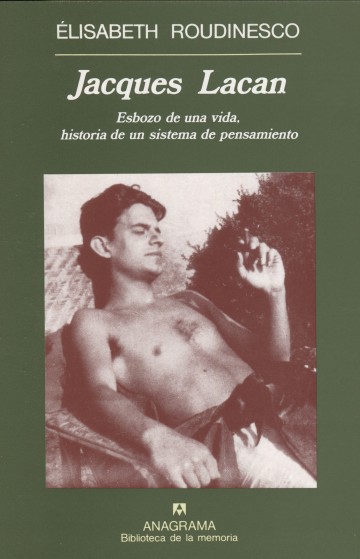 ÉLISABETH ROUDINESCO
Jacques Lacan
Esbozo de una vida,
historia de un sistema de pensamiento
ANAGRAMA
Biblioteca de la memoria